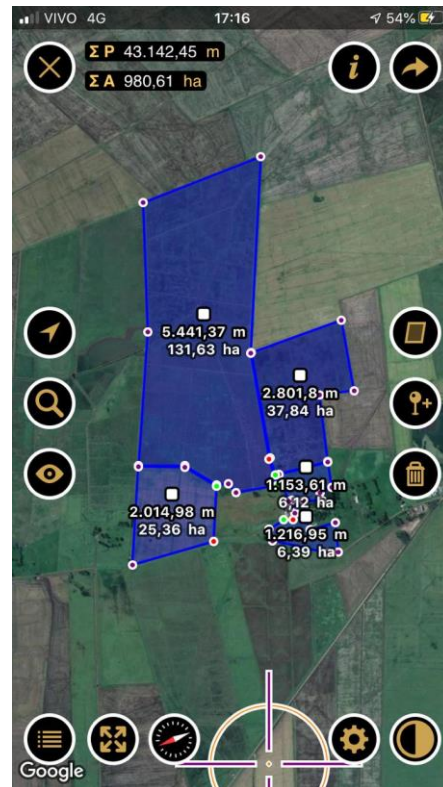 VIVO 4G 17:16 54%
Σ P 43.142,45 m
Σ A 980,61 ha
i
5.441,37 m
131,63 ha
2.801,8 m
37,84 ha
1.153,61 m
6,12 ha
2.014,98 m
25,36 ha
1.216,95 m
6,39 ha
Google